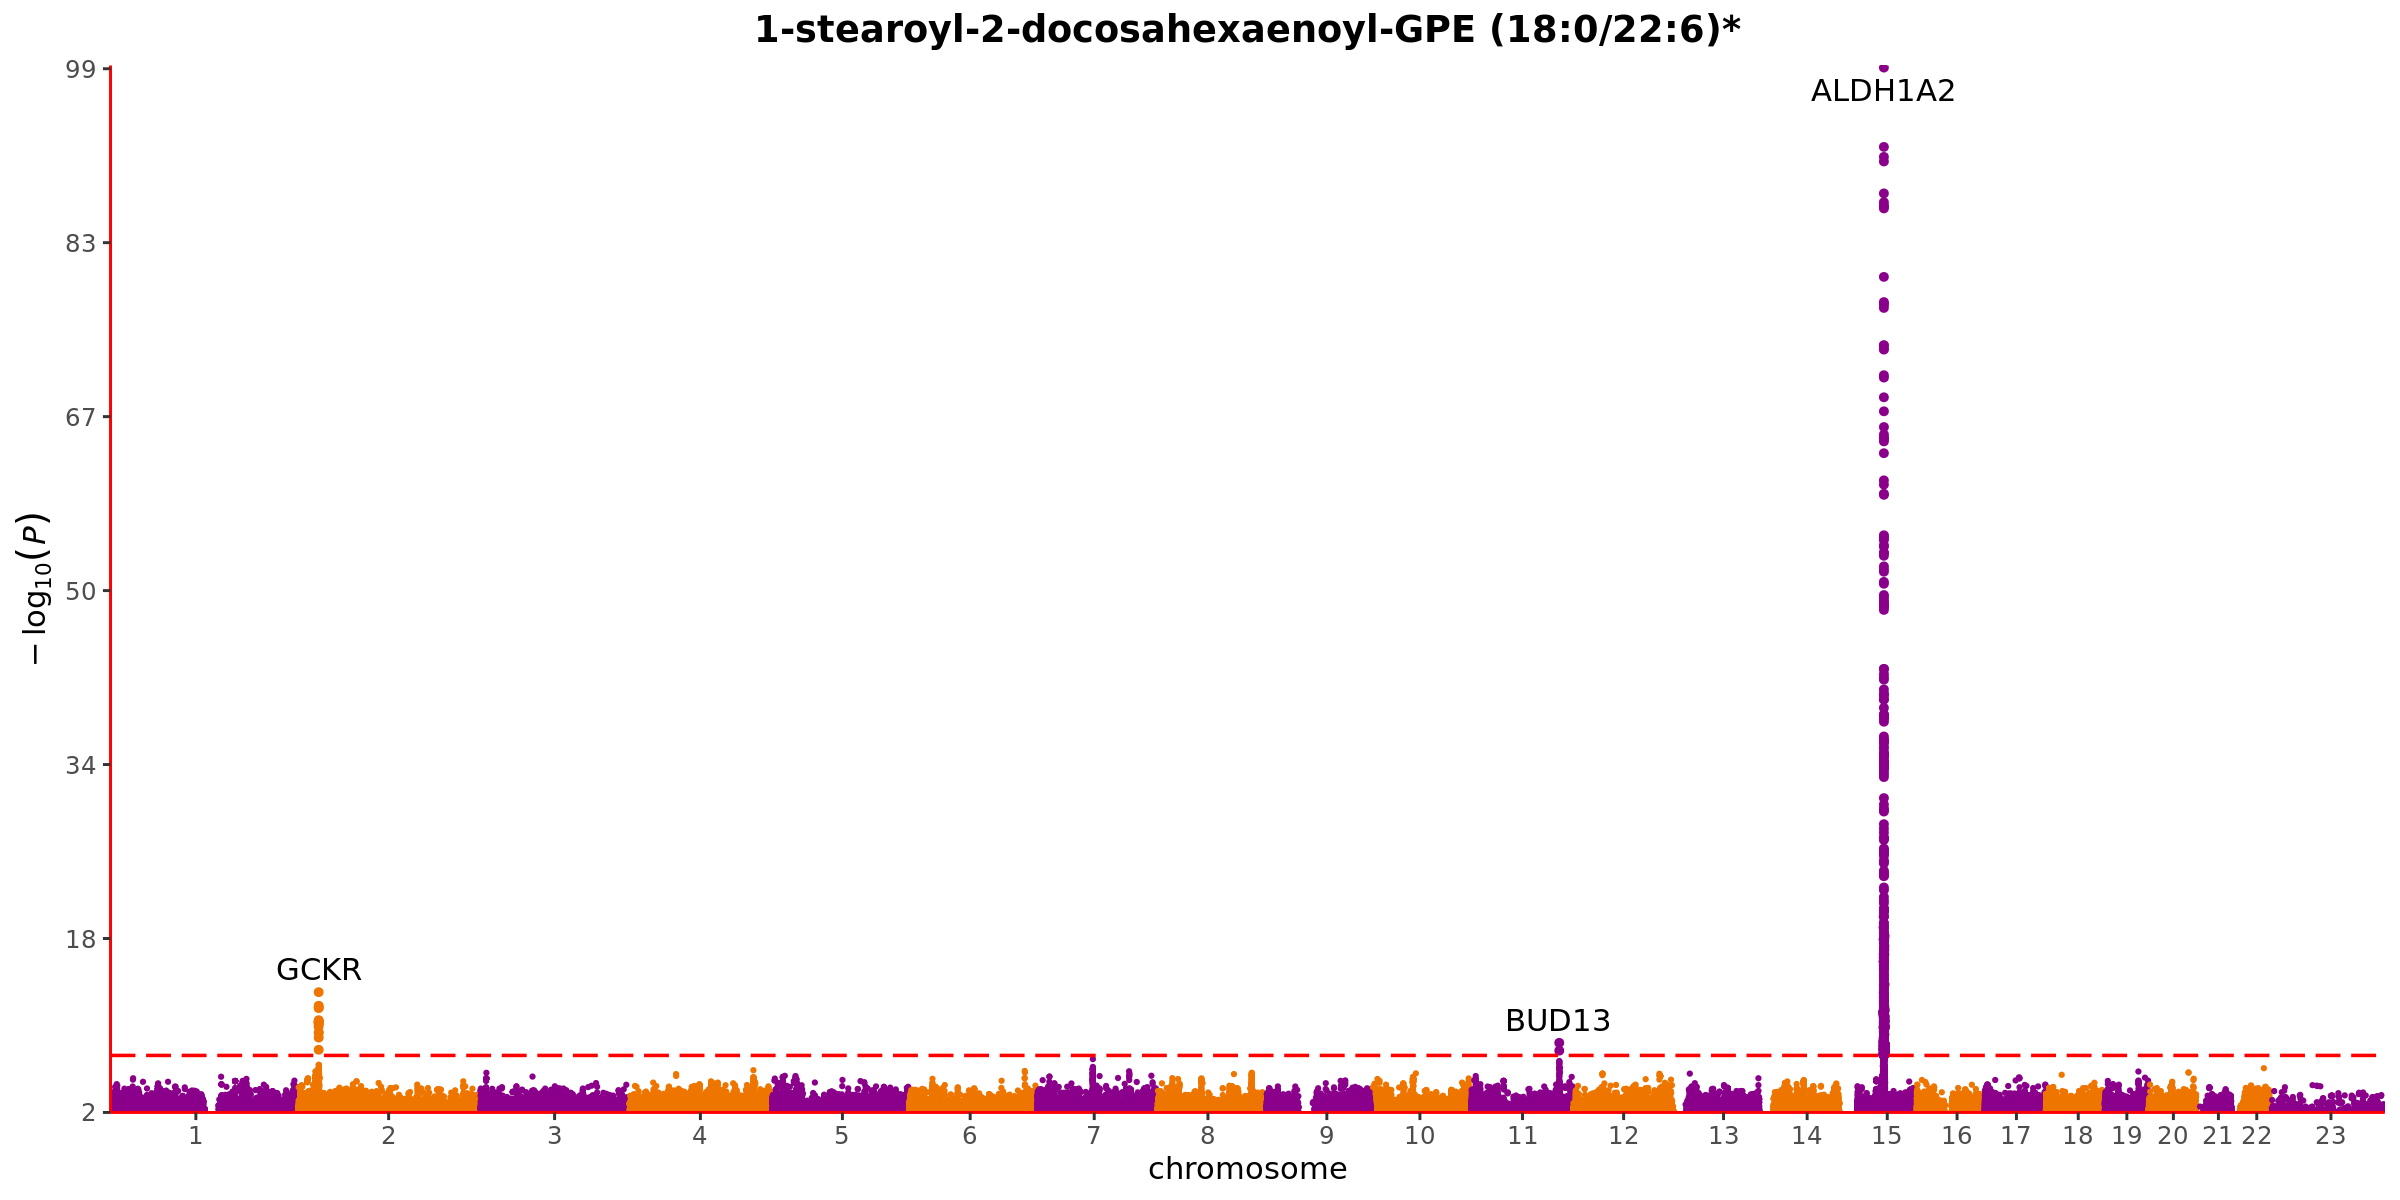 1-stearoyl-2-docosahexaenoyl-GPE (18:0/22:6)*
99
ALDH1A2
83
67
50
34
18
2
− log10(P)
GCKR
BUD13
1 2 3 4 5 6 7 8 9 10 11 12 13 14 15 16 17 18 19 20 21 22 23
chromosome